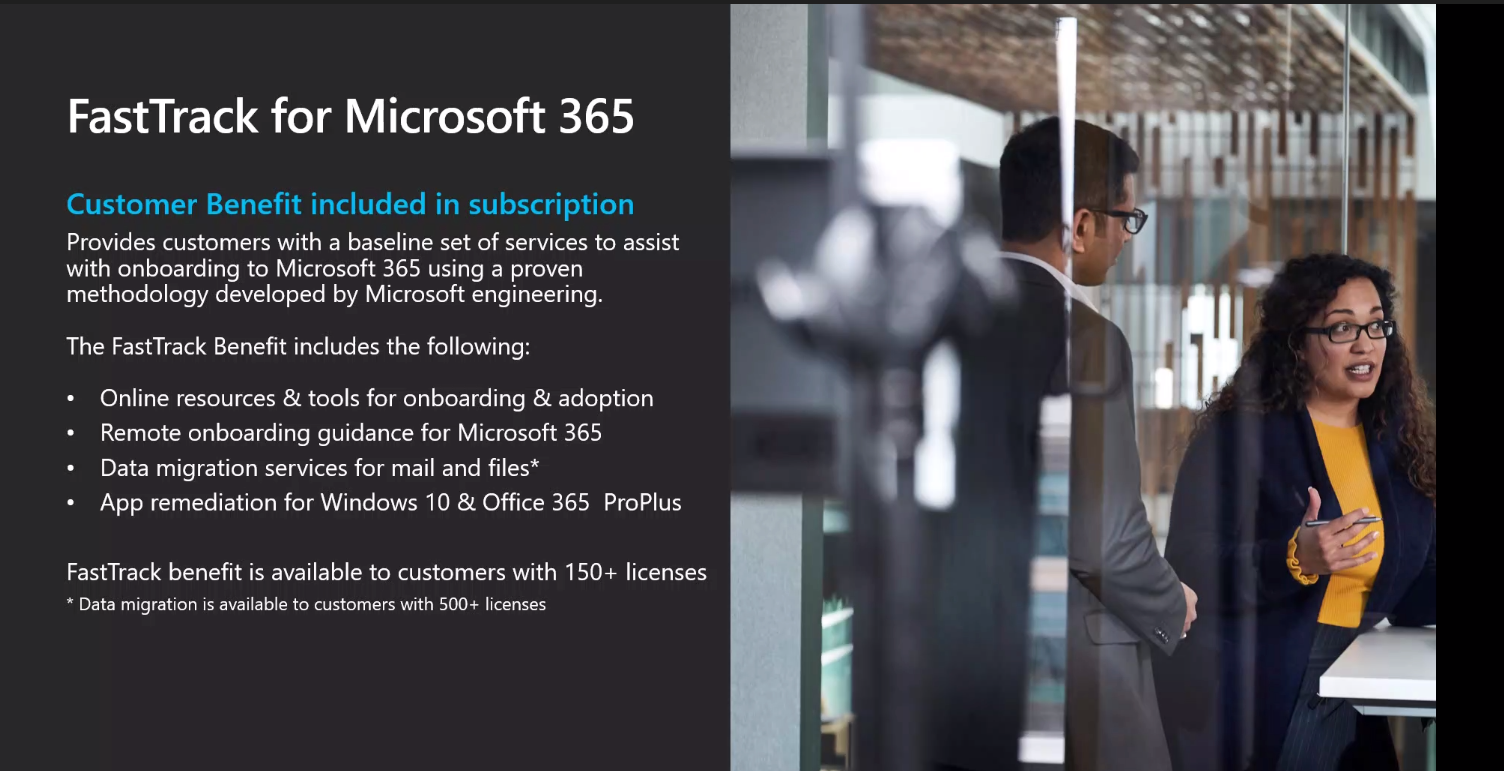 FastTrack for Microsoft 365
Customer Benefit included in subscription
Provides customers with a baseline set of services to assist
with onboarding to Microsoft 365 using a proven
methodology developed by Microsoft engineering.
The FastTrack Benefit includes the following:
• Online resources & tools for onboarding & adoption
• Remote onboarding guidance for Microsoft 365
• Data migration services for mail and files*
• App remediation for Windows 10 & Office 365  ProPlus
FastTrack benefit is available to customers with 150+ licenses
* Data migration is available to customers with 500+ licenses